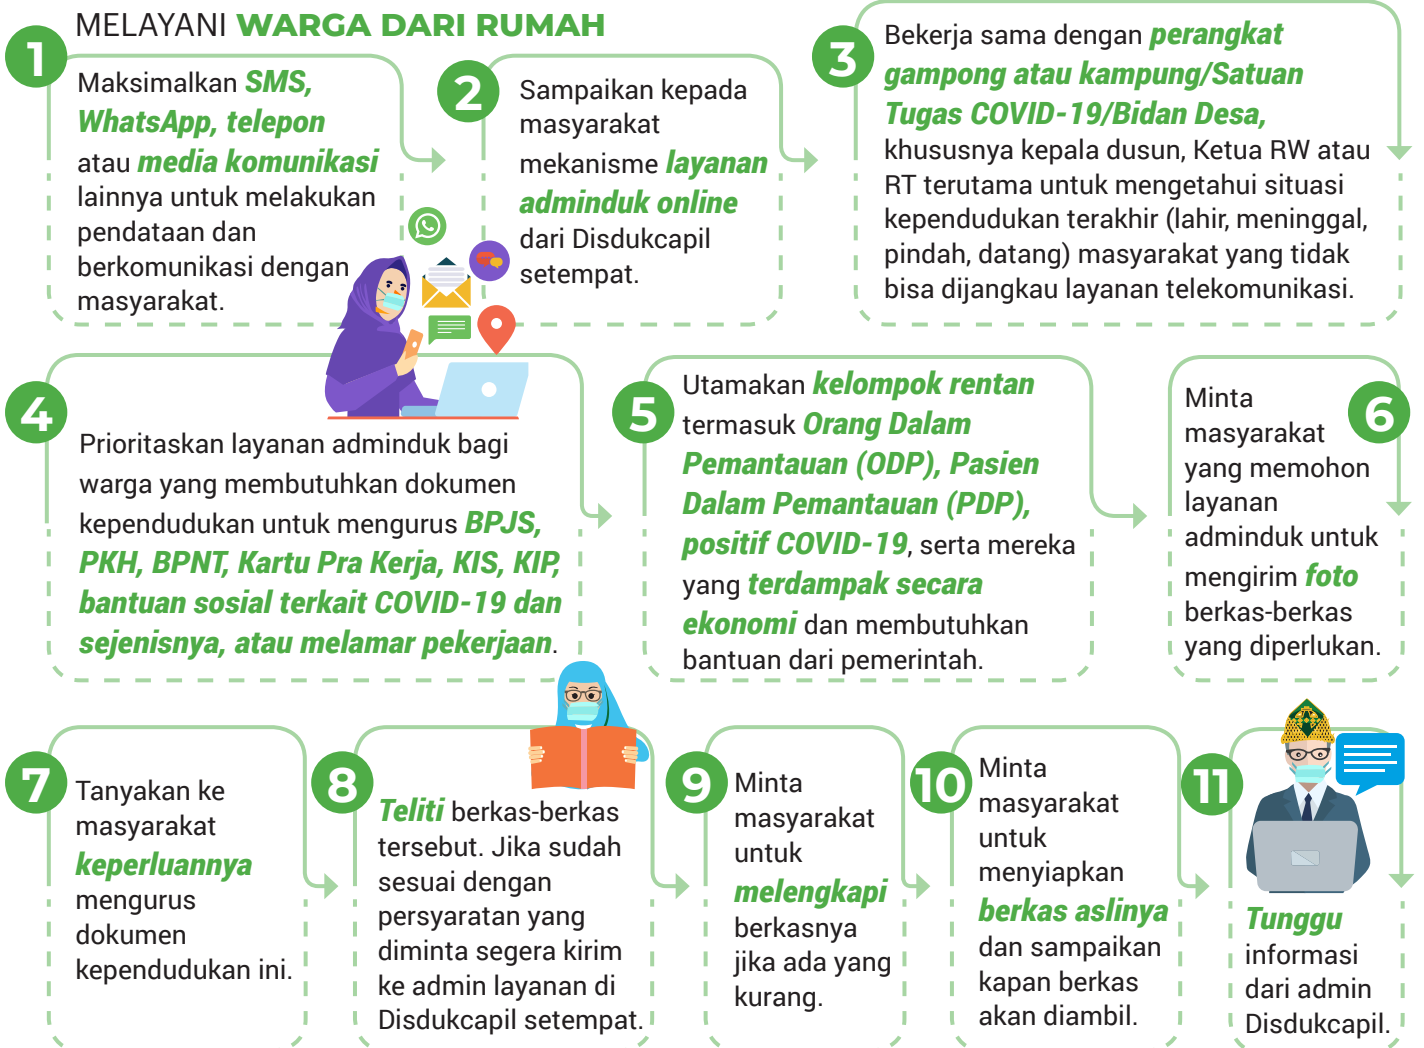 MELAYANI WARGA DARI RUMAH
1
Maksimalkan SMS,
WhatsApp, telepon
atau media komunikasi
lainnya untuk melakukan
pendataan dan
berkomunikasi dengan
masyarakat.
2
Sampaikan kepada
masyarakat
mekanisme layanan
adminduk online
dari Disdukcapil
setempat.
3
Bekerja sama dengan perangkat
gampong atau kampung/Satuan
Tugas COVID-19/Bidan Desa,
khususnya kepala dusun, Ketua RW atau
RT terutama untuk mengetahui situasi
kependudukan terakhir (lahir, meninggal,
pindah, datang) masyarakat yang tidak
bisa dijangkau layanan telekomunikasi.
4
Prioritaskan layanan adminduk bagi
warga yang membutuhkan dokumen
kependudukan untuk mengurus BPJS,
PKH, BPNT, Kartu Pra Kerja, KIS, KIP,
bantuan sosial terkait COVID-19 dan
sejenisnya, atau melamar pekerjaan.
5
Utamakan kelompok rentan
termasuk Orang Dalam
Pemantauan (ODP), Pasien
Dalam Pemantauan (PDP),
positif COVID-19, serta mereka
yang terdampak secara
ekonomi dan membutuhkan
bantuan dari pemerintah.
6
Minta
masyarakat
yang memohon
layanan
adminduk untuk
mengirim foto
berkas-berkas
yang diperlukan.
7
Tanyakan ke
masyarakat
keperluannya
mengurus
dokumen
kependudukan ini.
8
Teliti berkas-berkas
tersebut. Jika sudah
sesuai dengan
persyaratan yang
diminta segera kirim
ke admin layanan di
Disdukcapil setempat.
9
Minta
masyarakat
untuk
melengkapi
berkasnya
jika ada yang
kurang.
10
Minta
masyarakat
untuk
menyiapkan
berkas aslinya
dan sampaikan
kapan berkas
akan diambil.
11
Tunggu
informasi
dari admin
Disdukcapil.